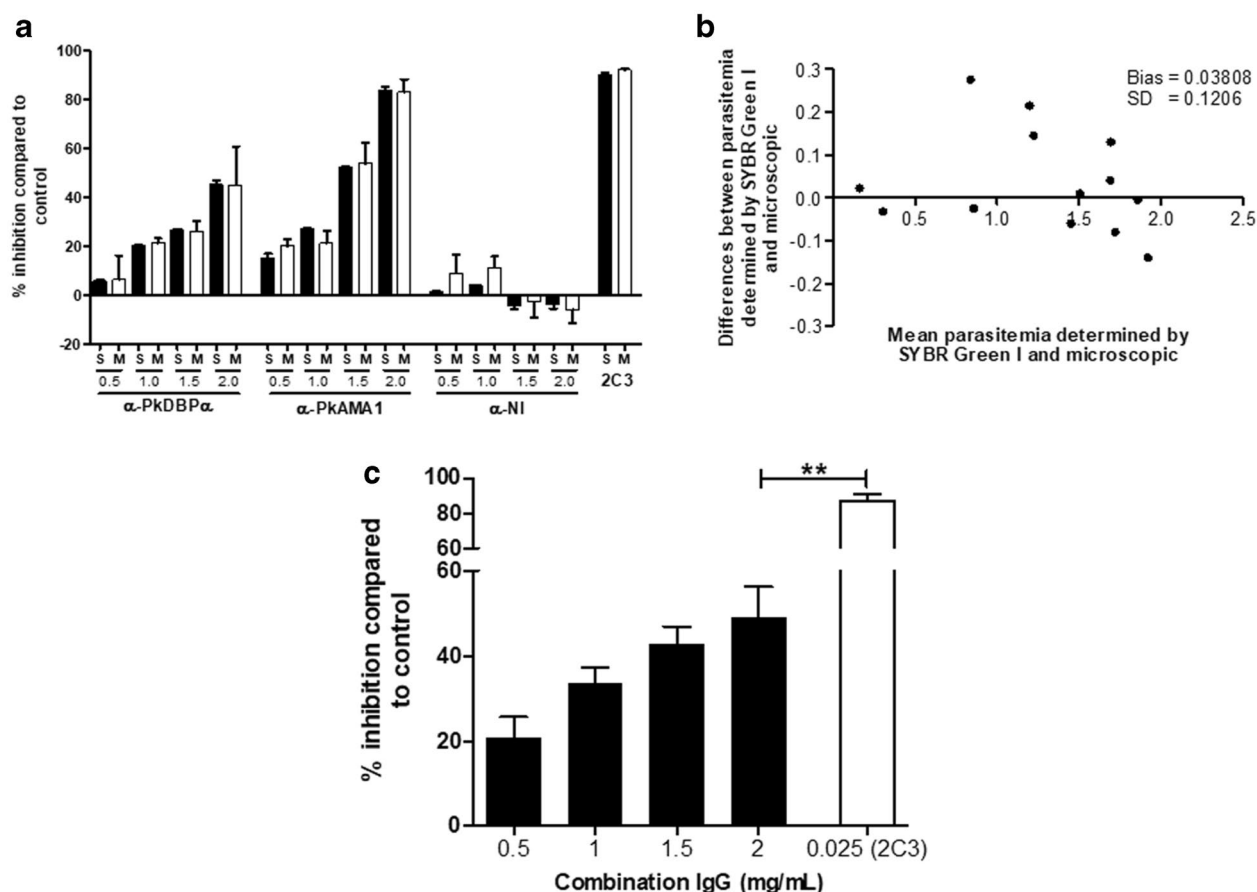 a
% inhibition compared to
control
100
80
60
40
20
0
-20
S M S M S M S M S M S M S M S M S M S M S M S M S M
0.5 1.0 1.5 2.0 0.5 1.0 1.5 2.0 0.5 1.0 1.5 2.0 2C3
α-PkDBPα α-PkAMA1 α-NI
b
Difference between parasitemia
determined by SYBR Green I
and microscopic
0.3
0.2
0.1
0.0
-0.1
-0.2
-0.3
Bias = 0.03808
SD = 0.1206
0.5 1.0 1.5 2.0 2.5
Mean parasitemia determined by
SYBR Green I and microscopic
c
% inhibition compared
to control
100
80
60
60
40
20
0
**
0.5 1 1.5 2 0.025 (2C3)
Combination IgG (mg/mL)